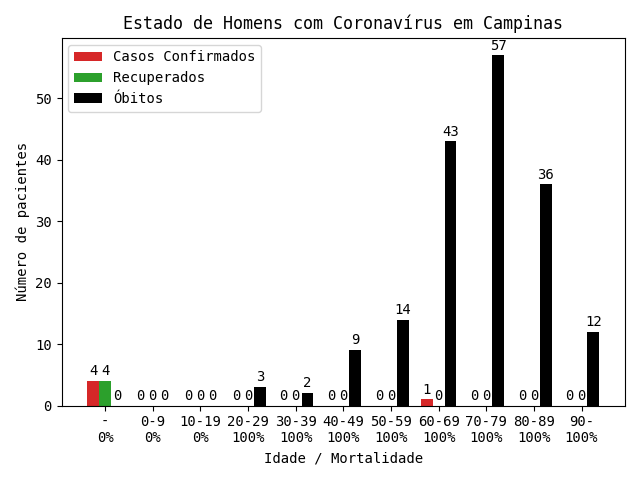 Estado de Homens com Coronavírus em Campinas
Casos Confirmados
Recuperados
Óbitos
Número de pacientes
50
40
30
20
10
0
4 4 0 0 0 0 0 0 0 0 0 3 0 0 2 0 0 9 0 0 14 1 0 43 0 0 57 0 0 36 0 0 12
- 0-9 10-19 20-29 30-39 40-49 50-59 60-69 70-79 80-89 90-
0% 0% 0% 100% 100% 100% 100% 100% 100% 100% 100%
Idade / Mortalidade